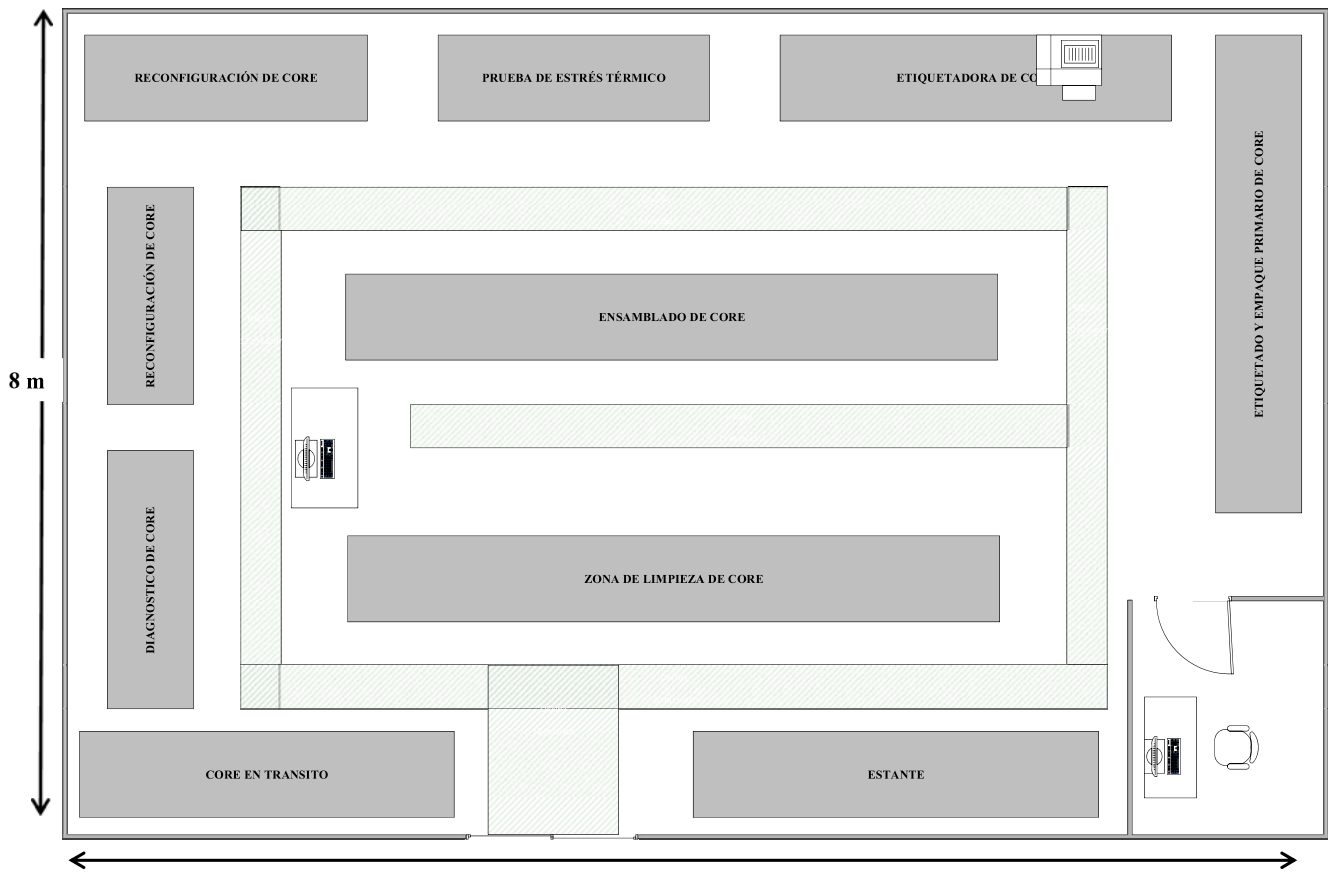 RECONFIGURACIÓN DE CORE
PRUEBA DE ESTRÉS TÉRMICO
ETIQUETADORA DE CO
ETIQUETADO Y EMPAQUE PRIMARIO DE CORE
RECONFIGURACIÓN DE CORE
ENSAMBLADO DE CORE
8 m
DIAGNOSTICO DE CORE
ZONA DE LIMPIEZA DE CORE
CORE EN TRANSITO
ESTANTE